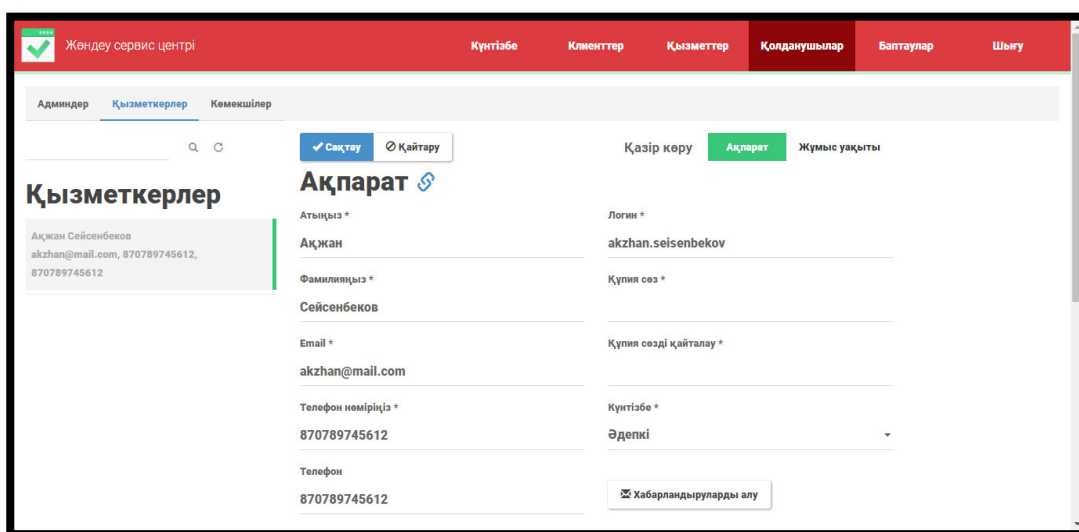 Жөндеу сервис центрі
Күнтізбе Клиенттер Қызметтер Қолданушылар Баптаулар Шығу
Админдер Қызметкерлер Көмекшілер
Сақтау Қайтару Қазір көру Ақпарат Жұмыс уақыты
Қызметкерлер
Ақжан Сейсенбеков
akzhan@mail.com, 870789745612,
870789745612
Ақпарат
Атыңыз *
Ақжан
Фамилияңыз *
Сейсенбеков
Email *
akzhan@mail.com
Телефон нөміріңіз *
870789745612
Телефон
870789745612
Логин *
akzhan.seisenbekov
Құпия сөз *
Құпия сөзді қайталау *
Күнтізбе *
Әдепкі
Хабарландыруларды алу